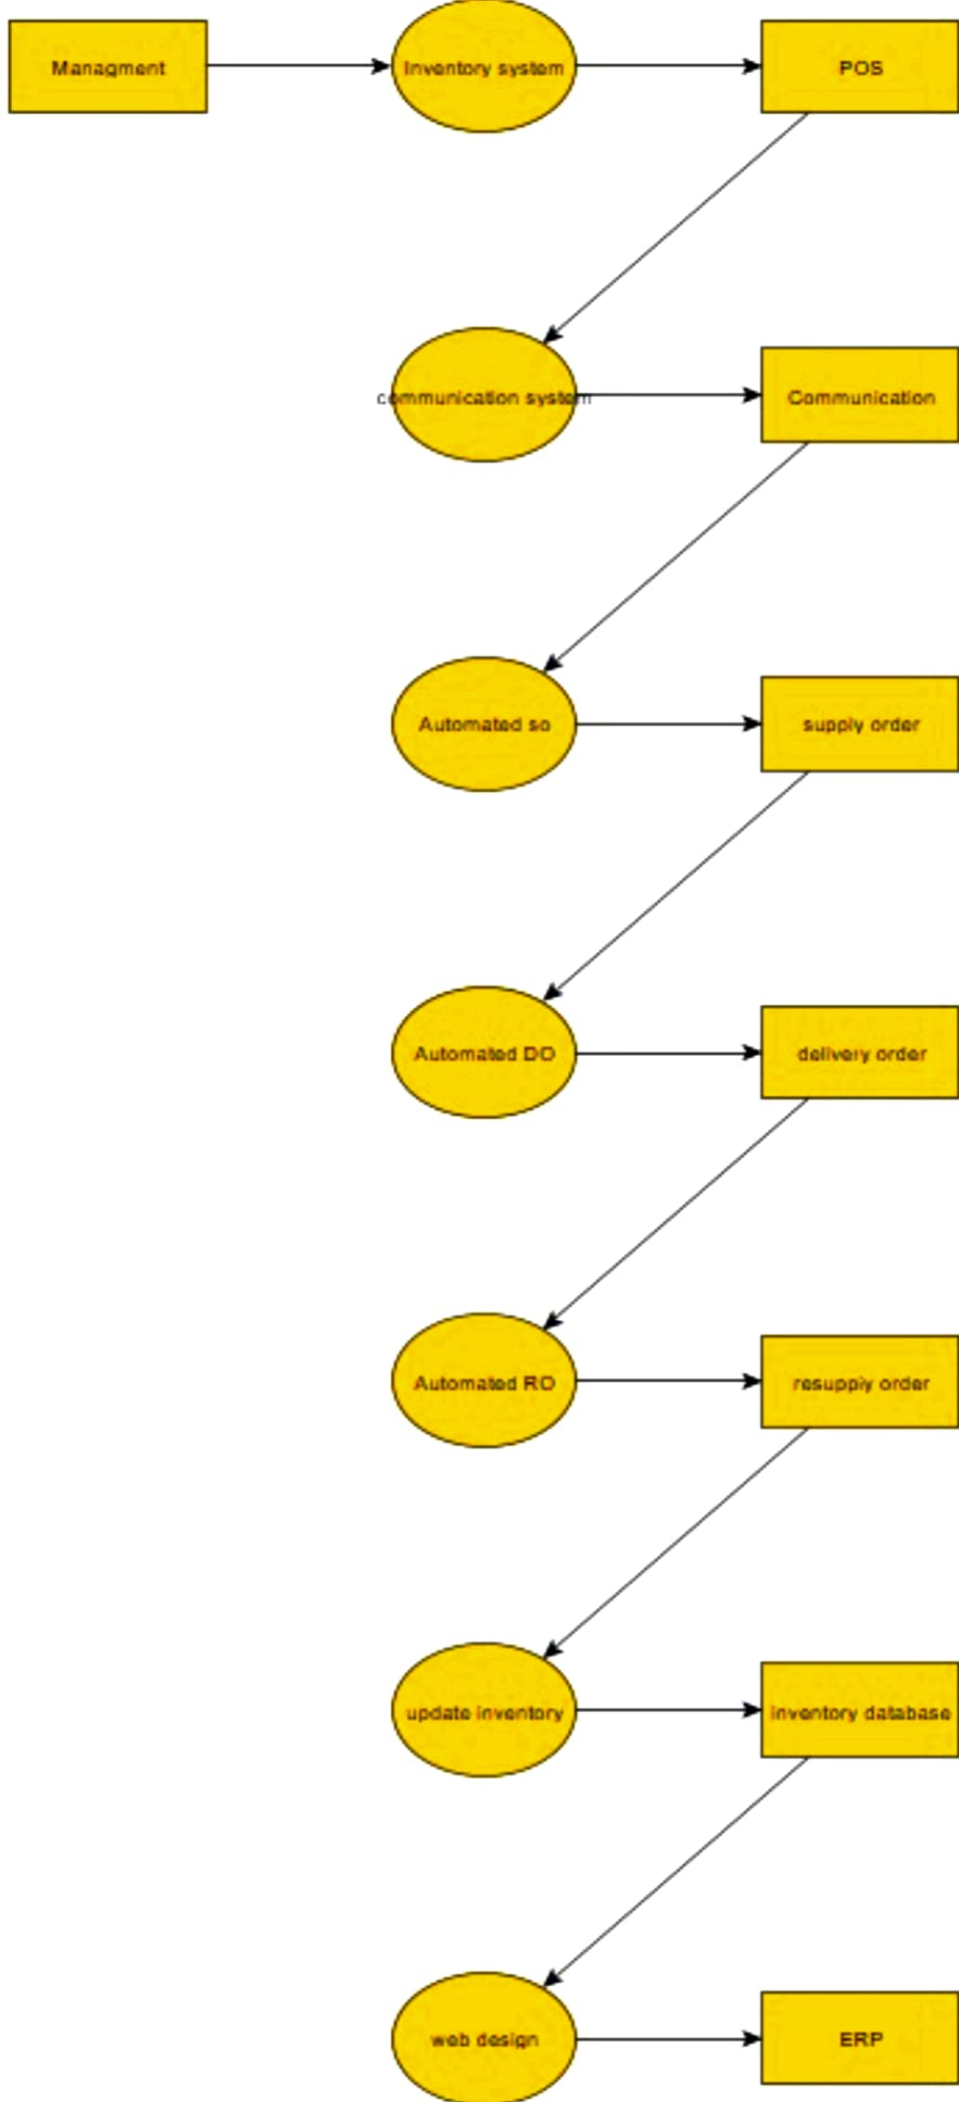 Managment
Inventory system
POS
communication system
Communication
Automated so
supply order
Automated DO
delivery order
Automated RO
resupply order
update inventory
inventory database
web design
ERP